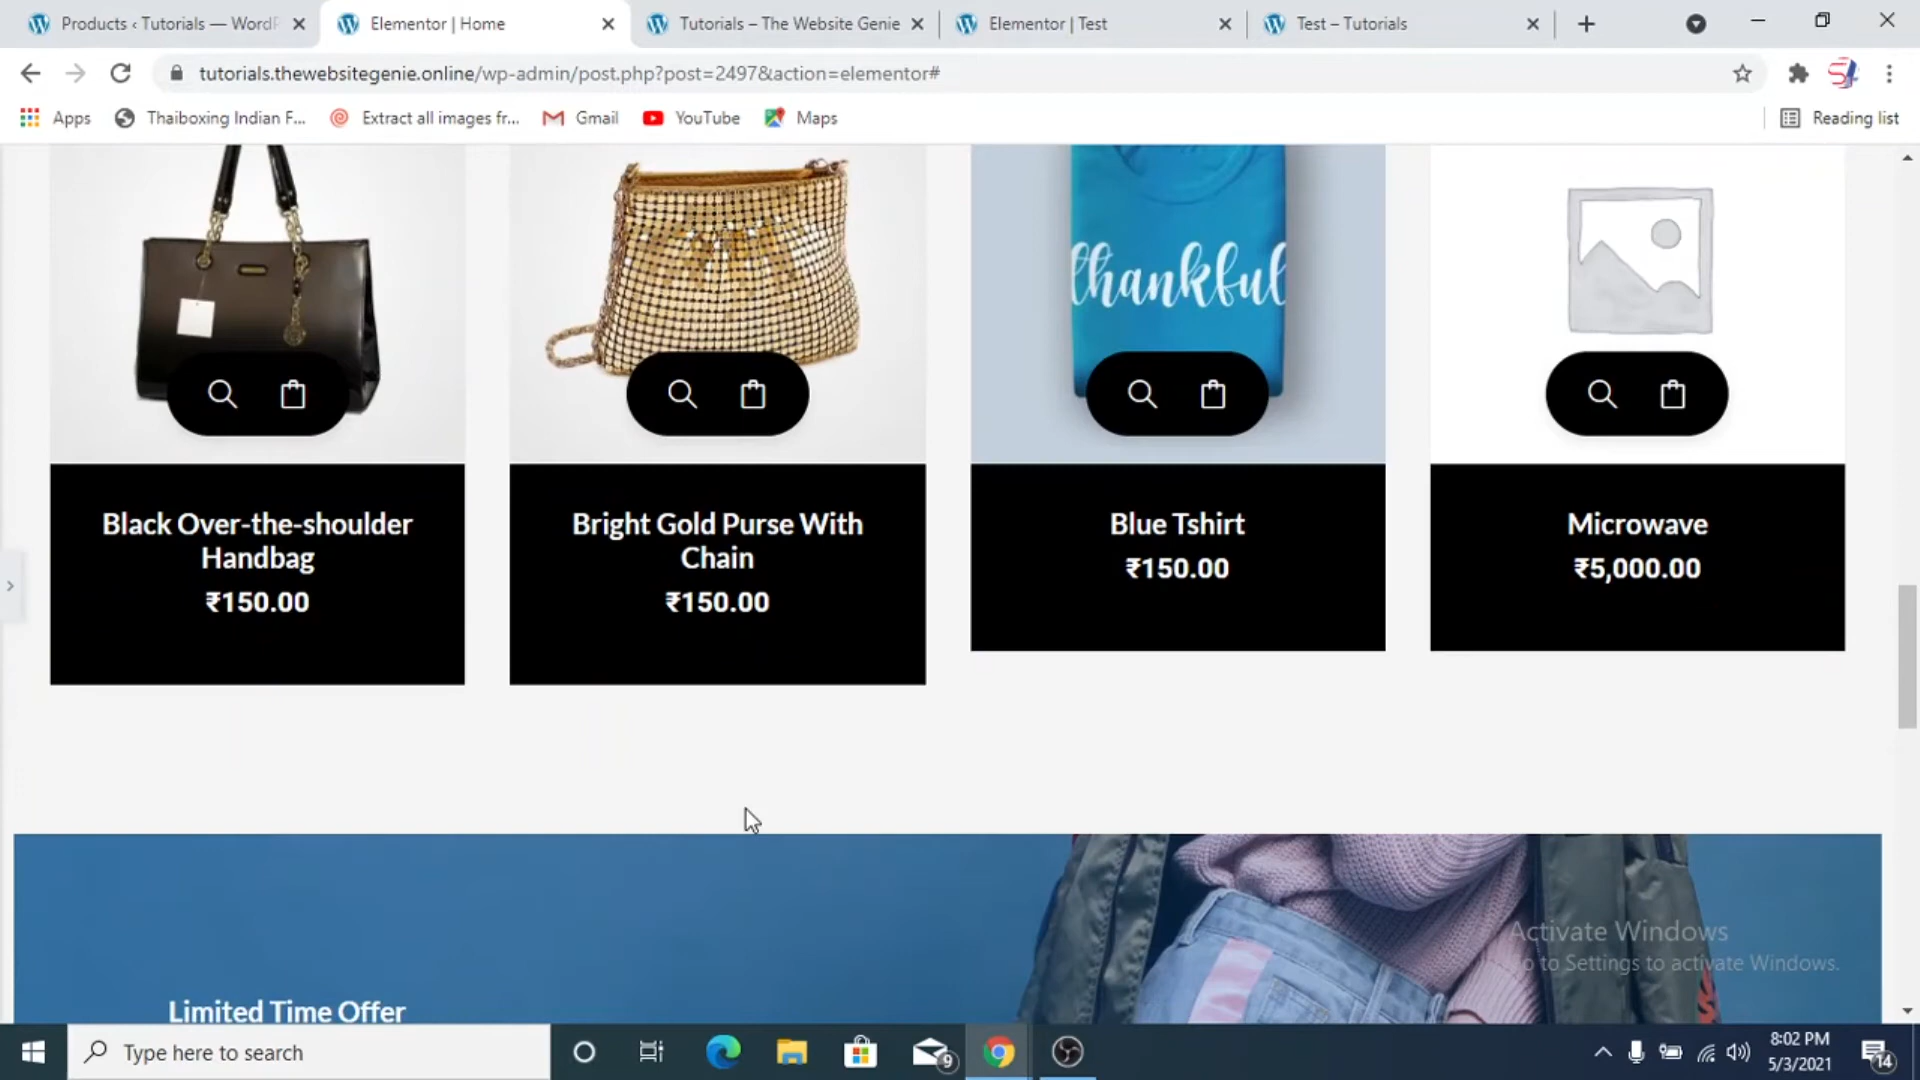 Products ‹ Tutorials — WordP
Elementor | Home
Tutorials – The Website Genie
Elementor | Test
Test – Tutorials
tutorials.thewebsitegenie.online/wp-admin/post.php?post=2497&action=elementor#
Apps
Thaiboxing Indian F...
Extract all images fr...
Gmail
YouTube
Maps
Reading list
thankful
Black Over-the-shoulder
Handbag
₹150.00
Bright Gold Purse With
Chain
₹150.00
Blue Tshirt
₹150.00
Microwave
₹5,000.00
Limited Time Offer
Activate Windows
o to Settings to activate Windows.
Type here to search
9
8:02 PM
5/3/2021
14